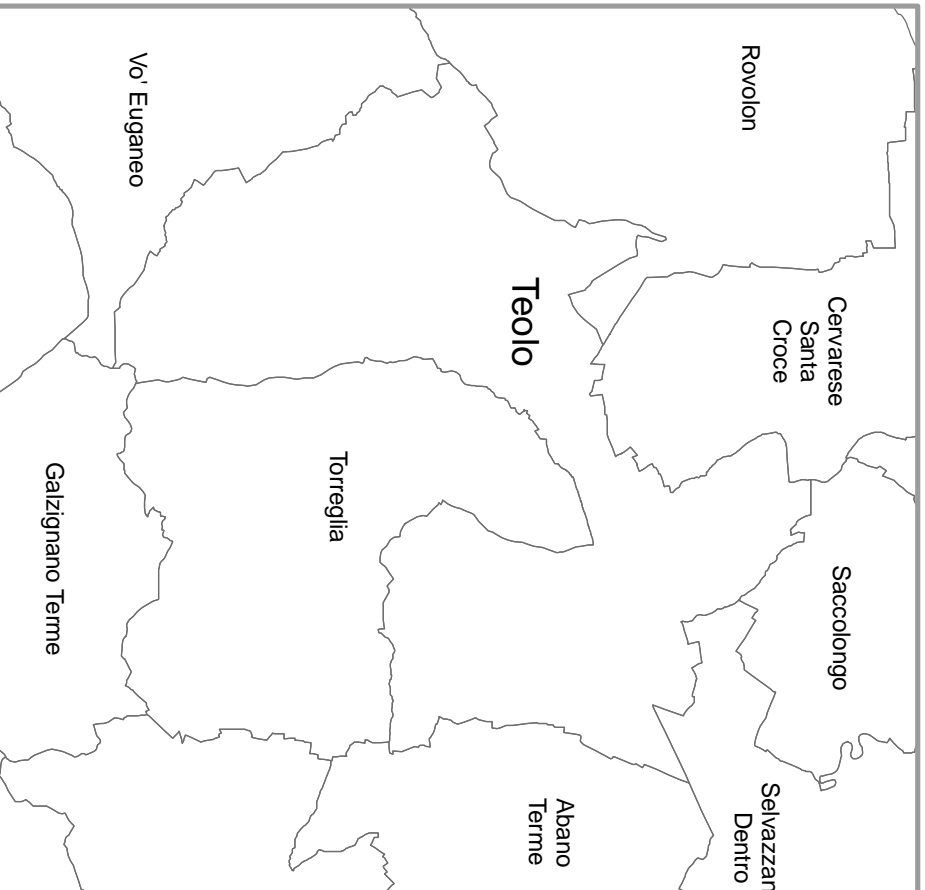 Rovolon
Vo' Euganeo
Teolo
Cervarese
Santa
Croce
Torreglia
Galzignano Terme
Saccolongo
Abano
Terme
Dentro